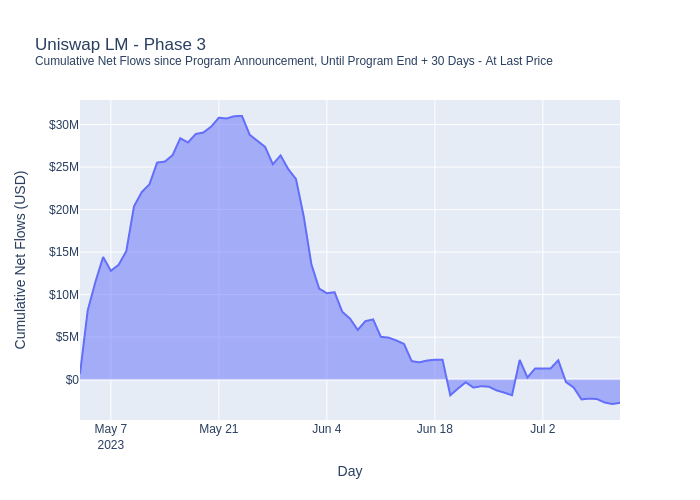 Uniswap LM - Phase 3
Cumulative Net Flows since Program Announcement, Until Program End + 30 Days - At Last Price
Cumulative Net Flows (USD)
$30M
$25M
$20M
$15M
$10M
$5M
$0
May 7 May 21 Jun 4 Jun 18 Jul 2
2023
Day